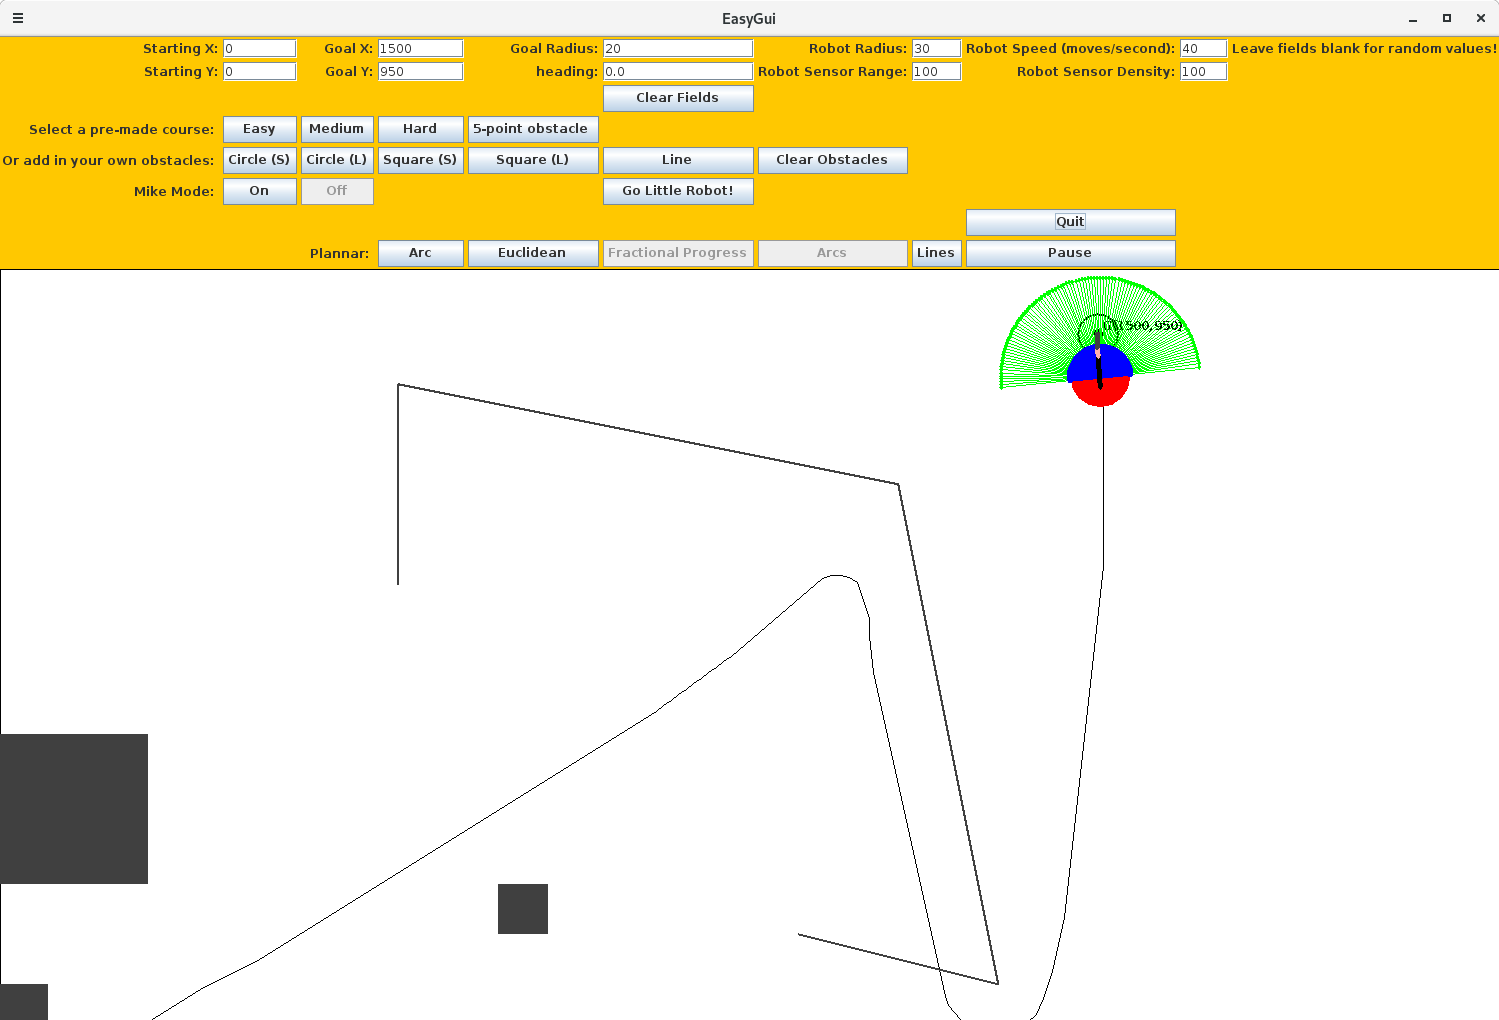 EasyGui
Starting X: 0 Goal X: 1500 Goal Radius: 20 Robot Radius: 30 Robot Speed (moves/second): 40 Leave fields blank for random values!
Starting Y: 0 Goal Y: 950 heading: 0.0 Robot Sensor Range: 100 Robot Sensor Density: 100
Clear Fields
Select a pre-made course: Easy Medium Hard 5-point obstacle
Or add in your own obstacles: Circle (S) Circle (L) Square (S) Square (L) Line Clear Obstacles
Mike Mode: On Off Go Little Robot!
Quit
Plannar: Arc Euclidean Fractional Progress Arcs Lines Pause